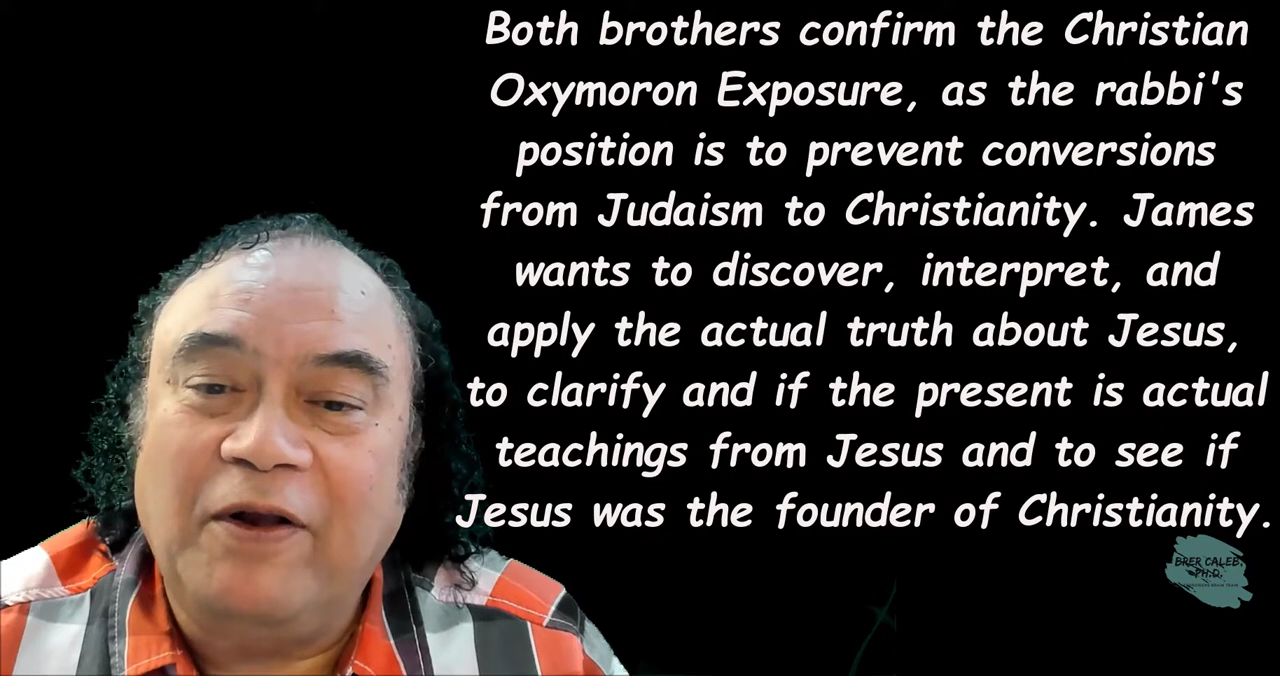 Both brothers confirm the Christian
Oxymoron Exposure, as the rabbi's
position is to prevent conversions
from Judaism to Christianity. James
wants to discover, interpret, and
apply the actual truth about Jesus,
to clarify and if the present is actual
teachings from Jesus and to see if
Jesus was the founder of Christianity.
BRER CALEB,
PH.D.